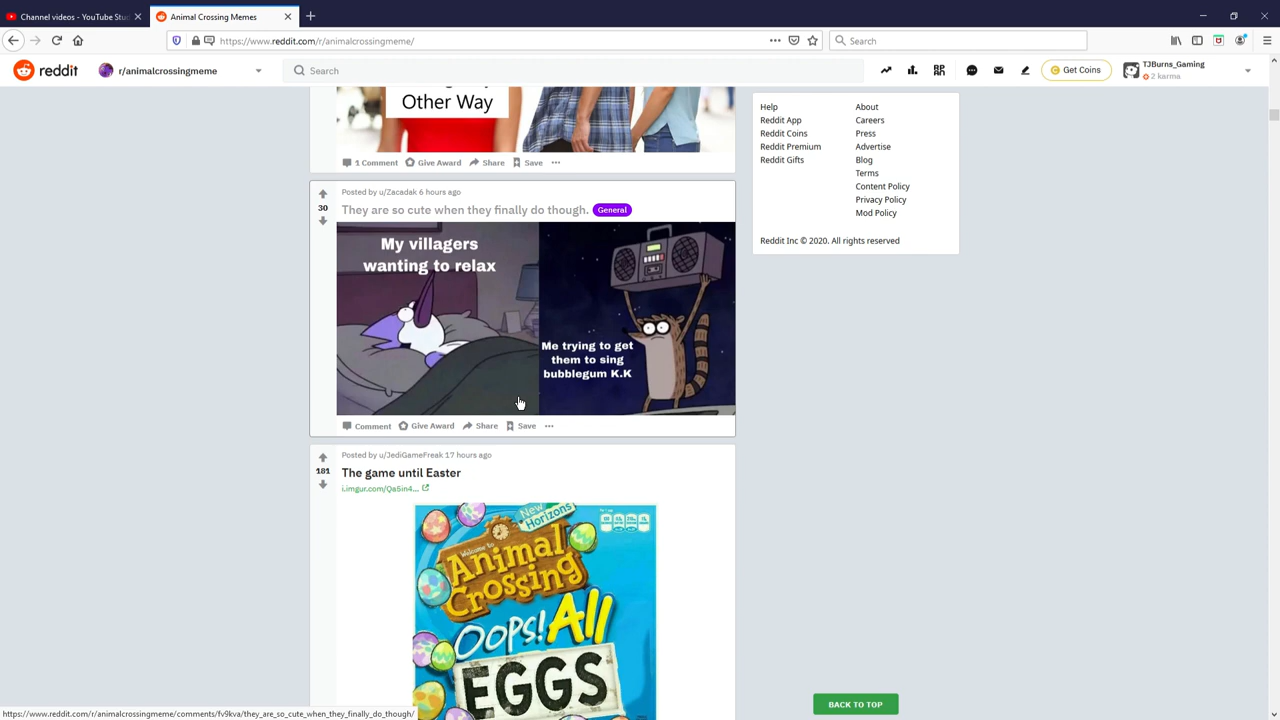 Channel videos - YouTube Stud
Animal Crossing Memes
https://www.reddit.com/r/animalcrossingmeme/
Search
reddit
r/animalcrossingmeme
Search
Get Coins
TJBurns_Gaming
2 karma
Other Way
1 Comment Give Award Share Save
Posted by u/Zacadak 6 hours ago
30
They are so cute when they finally do though. General
My villagers
wanting to relax
Me trying to get
them to sing
bubblegum K.K
Comment Give Award Share Save
Posted by u/JediGameFreak 17 hours ago
181
The game until Easter
i.imgur.com/Qa5in4...
New
Horizons
Welcome to
Animal
Crossing
OOPS! All
EGGS
Help About
Reddit App Careers
Reddit Coins Press
Reddit Premium Advertise
Reddit Gifts Blog
Terms
Content Policy
Privacy Policy
Mod Policy
Reddit Inc © 2020. All rights reserved
BACK TO TOP
https://www.reddit.com/r/animalcrossingmeme/comments/fv9kva/they_are_so_cute_when_they_finally_do_though/